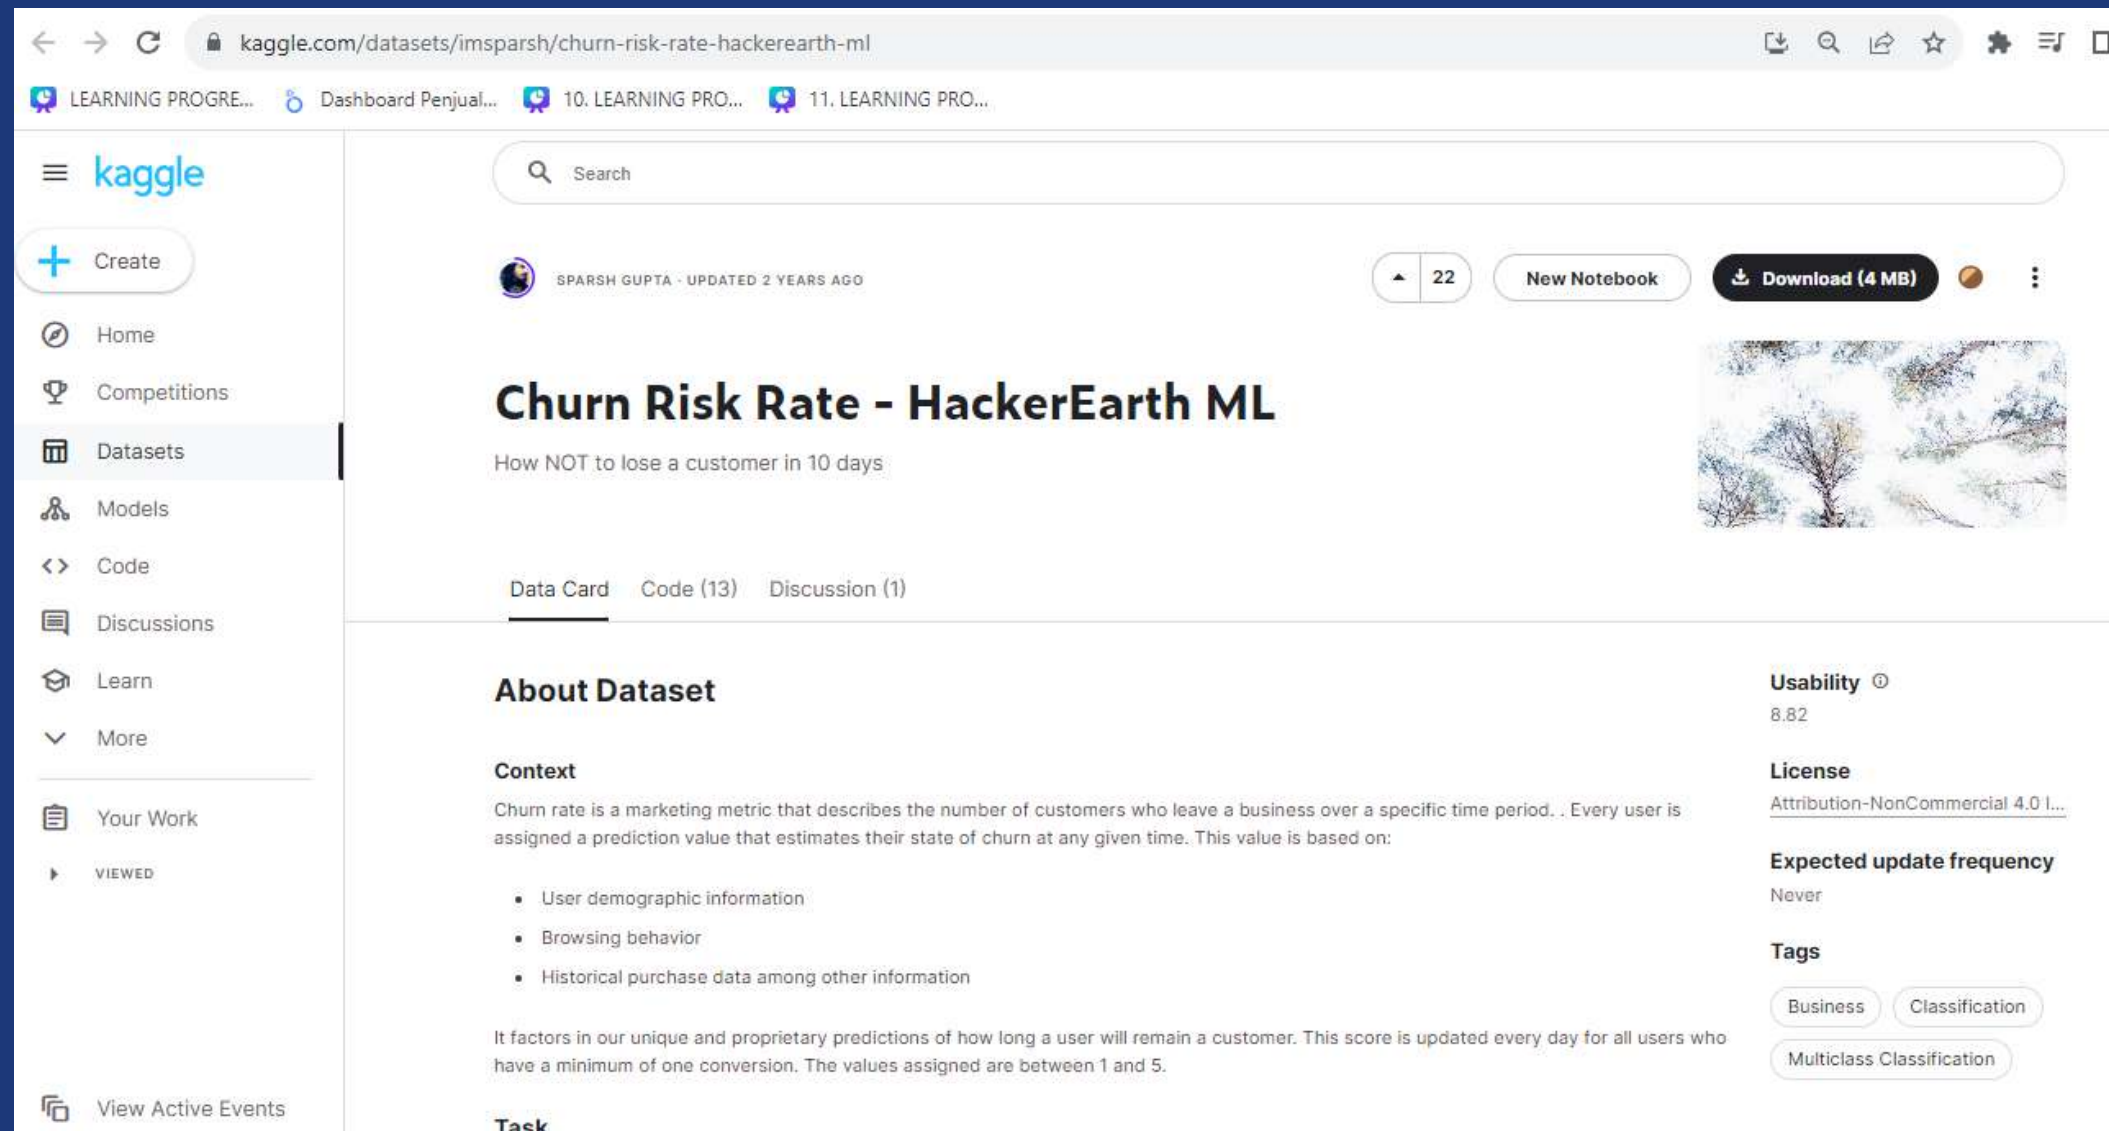 kaggle.com/datasets/imsparsh/churn-risk-rate-hackerearth-ml
LEARNING PROGRE...
Dashboard Penjual...
10. LEARNING PRO...
11. LEARNING PRO...
kaggle
Search
Create
SPARSH GUPTA · UPDATED 2 YEARS AGO
22
New Notebook
Download (4 MB)
Home
Competitions
Datasets
Models
Code
Discussions
Learn
More
Your Work
VIEWED
View Active Events
Churn Risk Rate - HackerEarth ML
How NOT to lose a customer in 10 days
Data Card
Code (13)
Discussion (1)
About Dataset
Context
Churn rate is a marketing metric that describes the number of customers who leave a business over a specific time period. . Every user is
assigned a prediction value that estimates their state of churn at any given time. This value is based on:
• User demographic information
• Browsing behavior
• Historical purchase data among other information
It factors in our unique and proprietary predictions of how long a user will remain a customer. This score is updated every day for all users who
have a minimum of one conversion. The values assigned are between 1 and 5.
Task
Usability
8.82
License
Attribution-NonCommercial 4.0 I...
Expected update frequency
Never
Tags
Business
Classification
Multiclass Classification